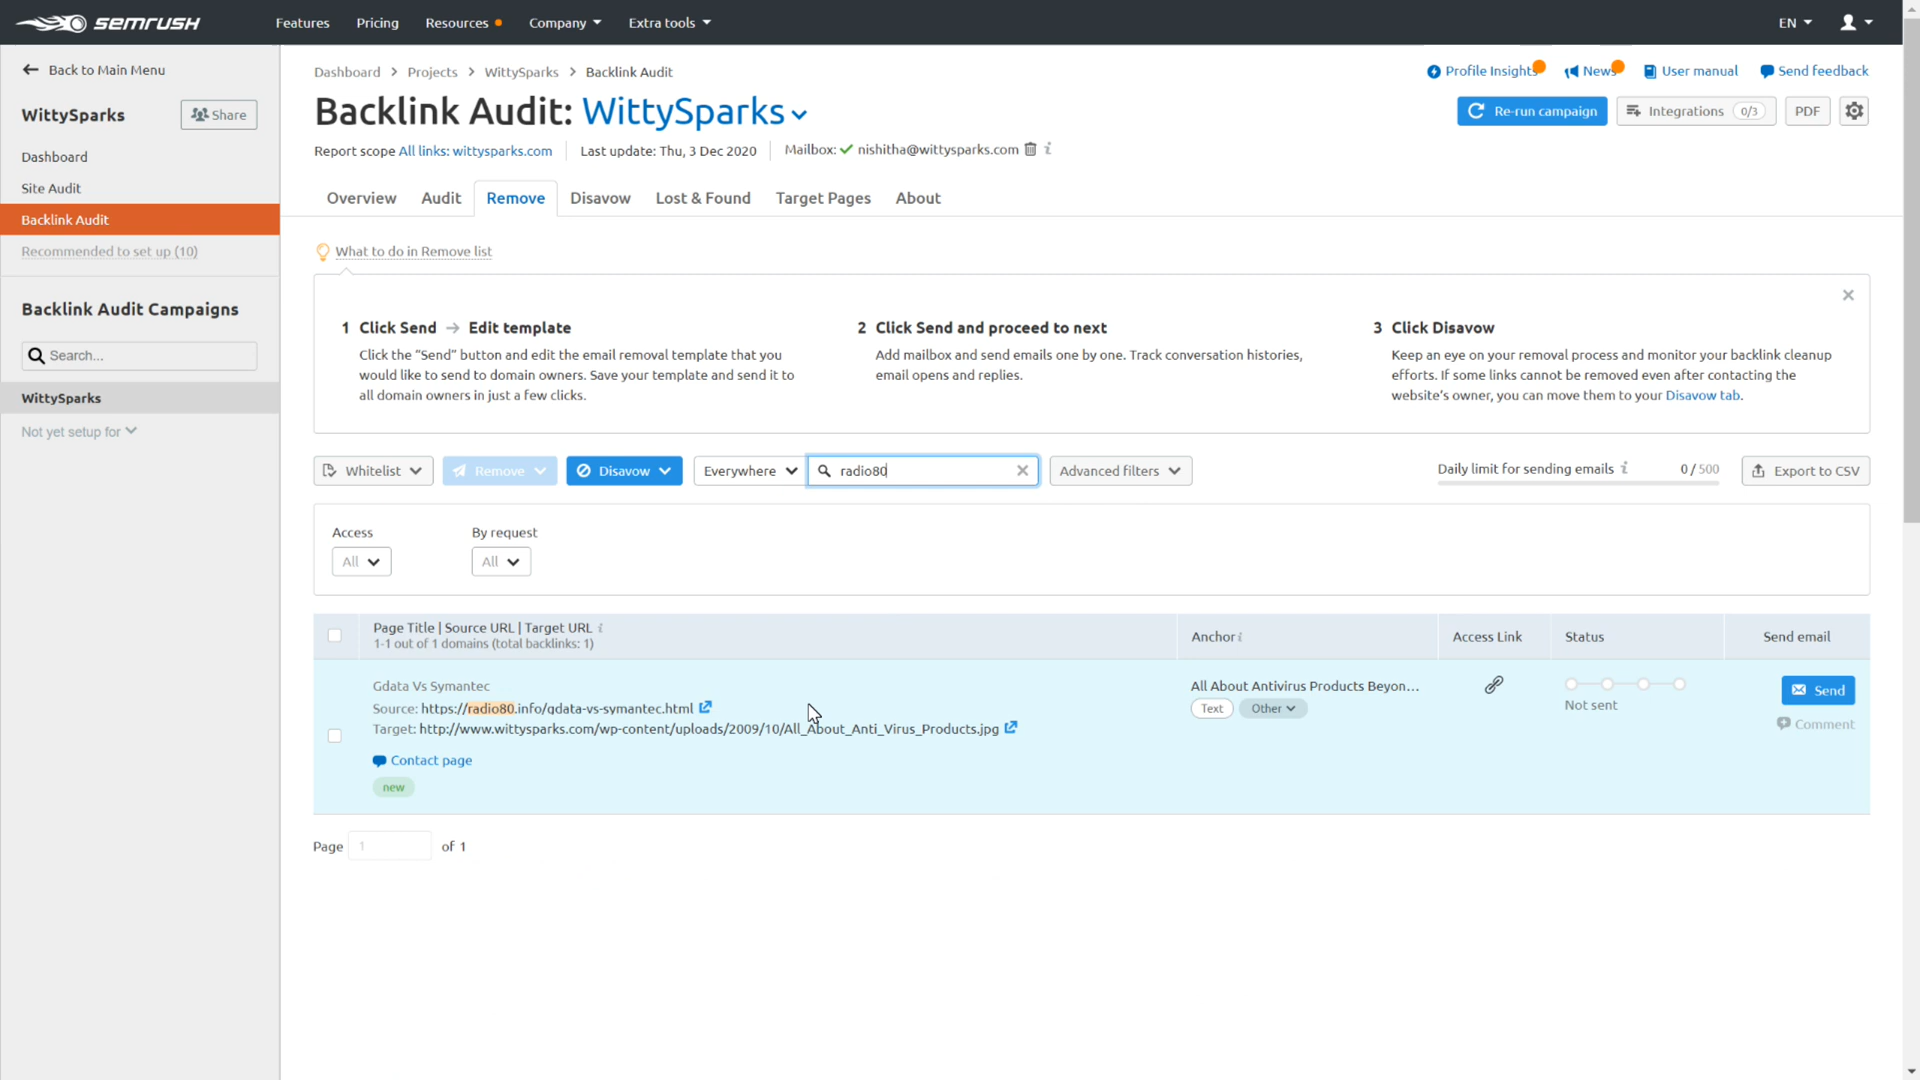 SEMRUSH
Features
Pricing
Resources
Company
Extra tools
EN
Back to Main Menu
WittySparks
Share
Dashboard
Site Audit
Backlink Audit
Recommended to set up (10)
Backlink Audit Campaigns
Search...
WittySparks
Not yet setup for
Dashboard > Projects > WittySparks > Backlink Audit
Profile Insights
News
User manual
Send feedback
Backlink Audit: WittySparks
Re-run campaign
Integrations 0/3
PDF
Report scope All links: wittysparks.com
Last update: Thu, 3 Dec 2020
Mailbox: nishitha@wittysparks.com
Overview
Audit
Remove
Disavow
Lost & Found
Target Pages
About
What to do in Remove list
1 Click Send → Edit template
Click the “Send” button and edit the email removal template that you
would like to send to domain owners. Save your template and send it to
all domain owners in just a few clicks.
2 Click Send and proceed to next
Add mailbox and send emails one by one. Track conversation histories,
email opens and replies.
3 Click Disavow
Keep an eye on your removal process and monitor your backlink cleanup
efforts. If some links cannot be removed even after contacting the
website’s owner, you can move them to your Disavow tab.
Whitelist
Remove
Disavow
Everywhere
radio80
Advanced filters
Daily limit for sending emails
0 / 500
Export to CSV
Access
All
By request
All
Page Title | Source URL | Target URL
1-1 out of 1 domains (total backlinks: 1)
Anchor
Access Link
Status
Send email
Gdata Vs Symantec
Source: https://radio80.info/gdata-vs-symantec.html
Target: http://www.wittysparks.com/wp-content/uploads/2009/10/All_About_Anti_Virus_Products.jpg
Contact page
new
All About Antivirus Products Beyon...
Text
Other
Not sent
Send
Comment
Page 1 of 1